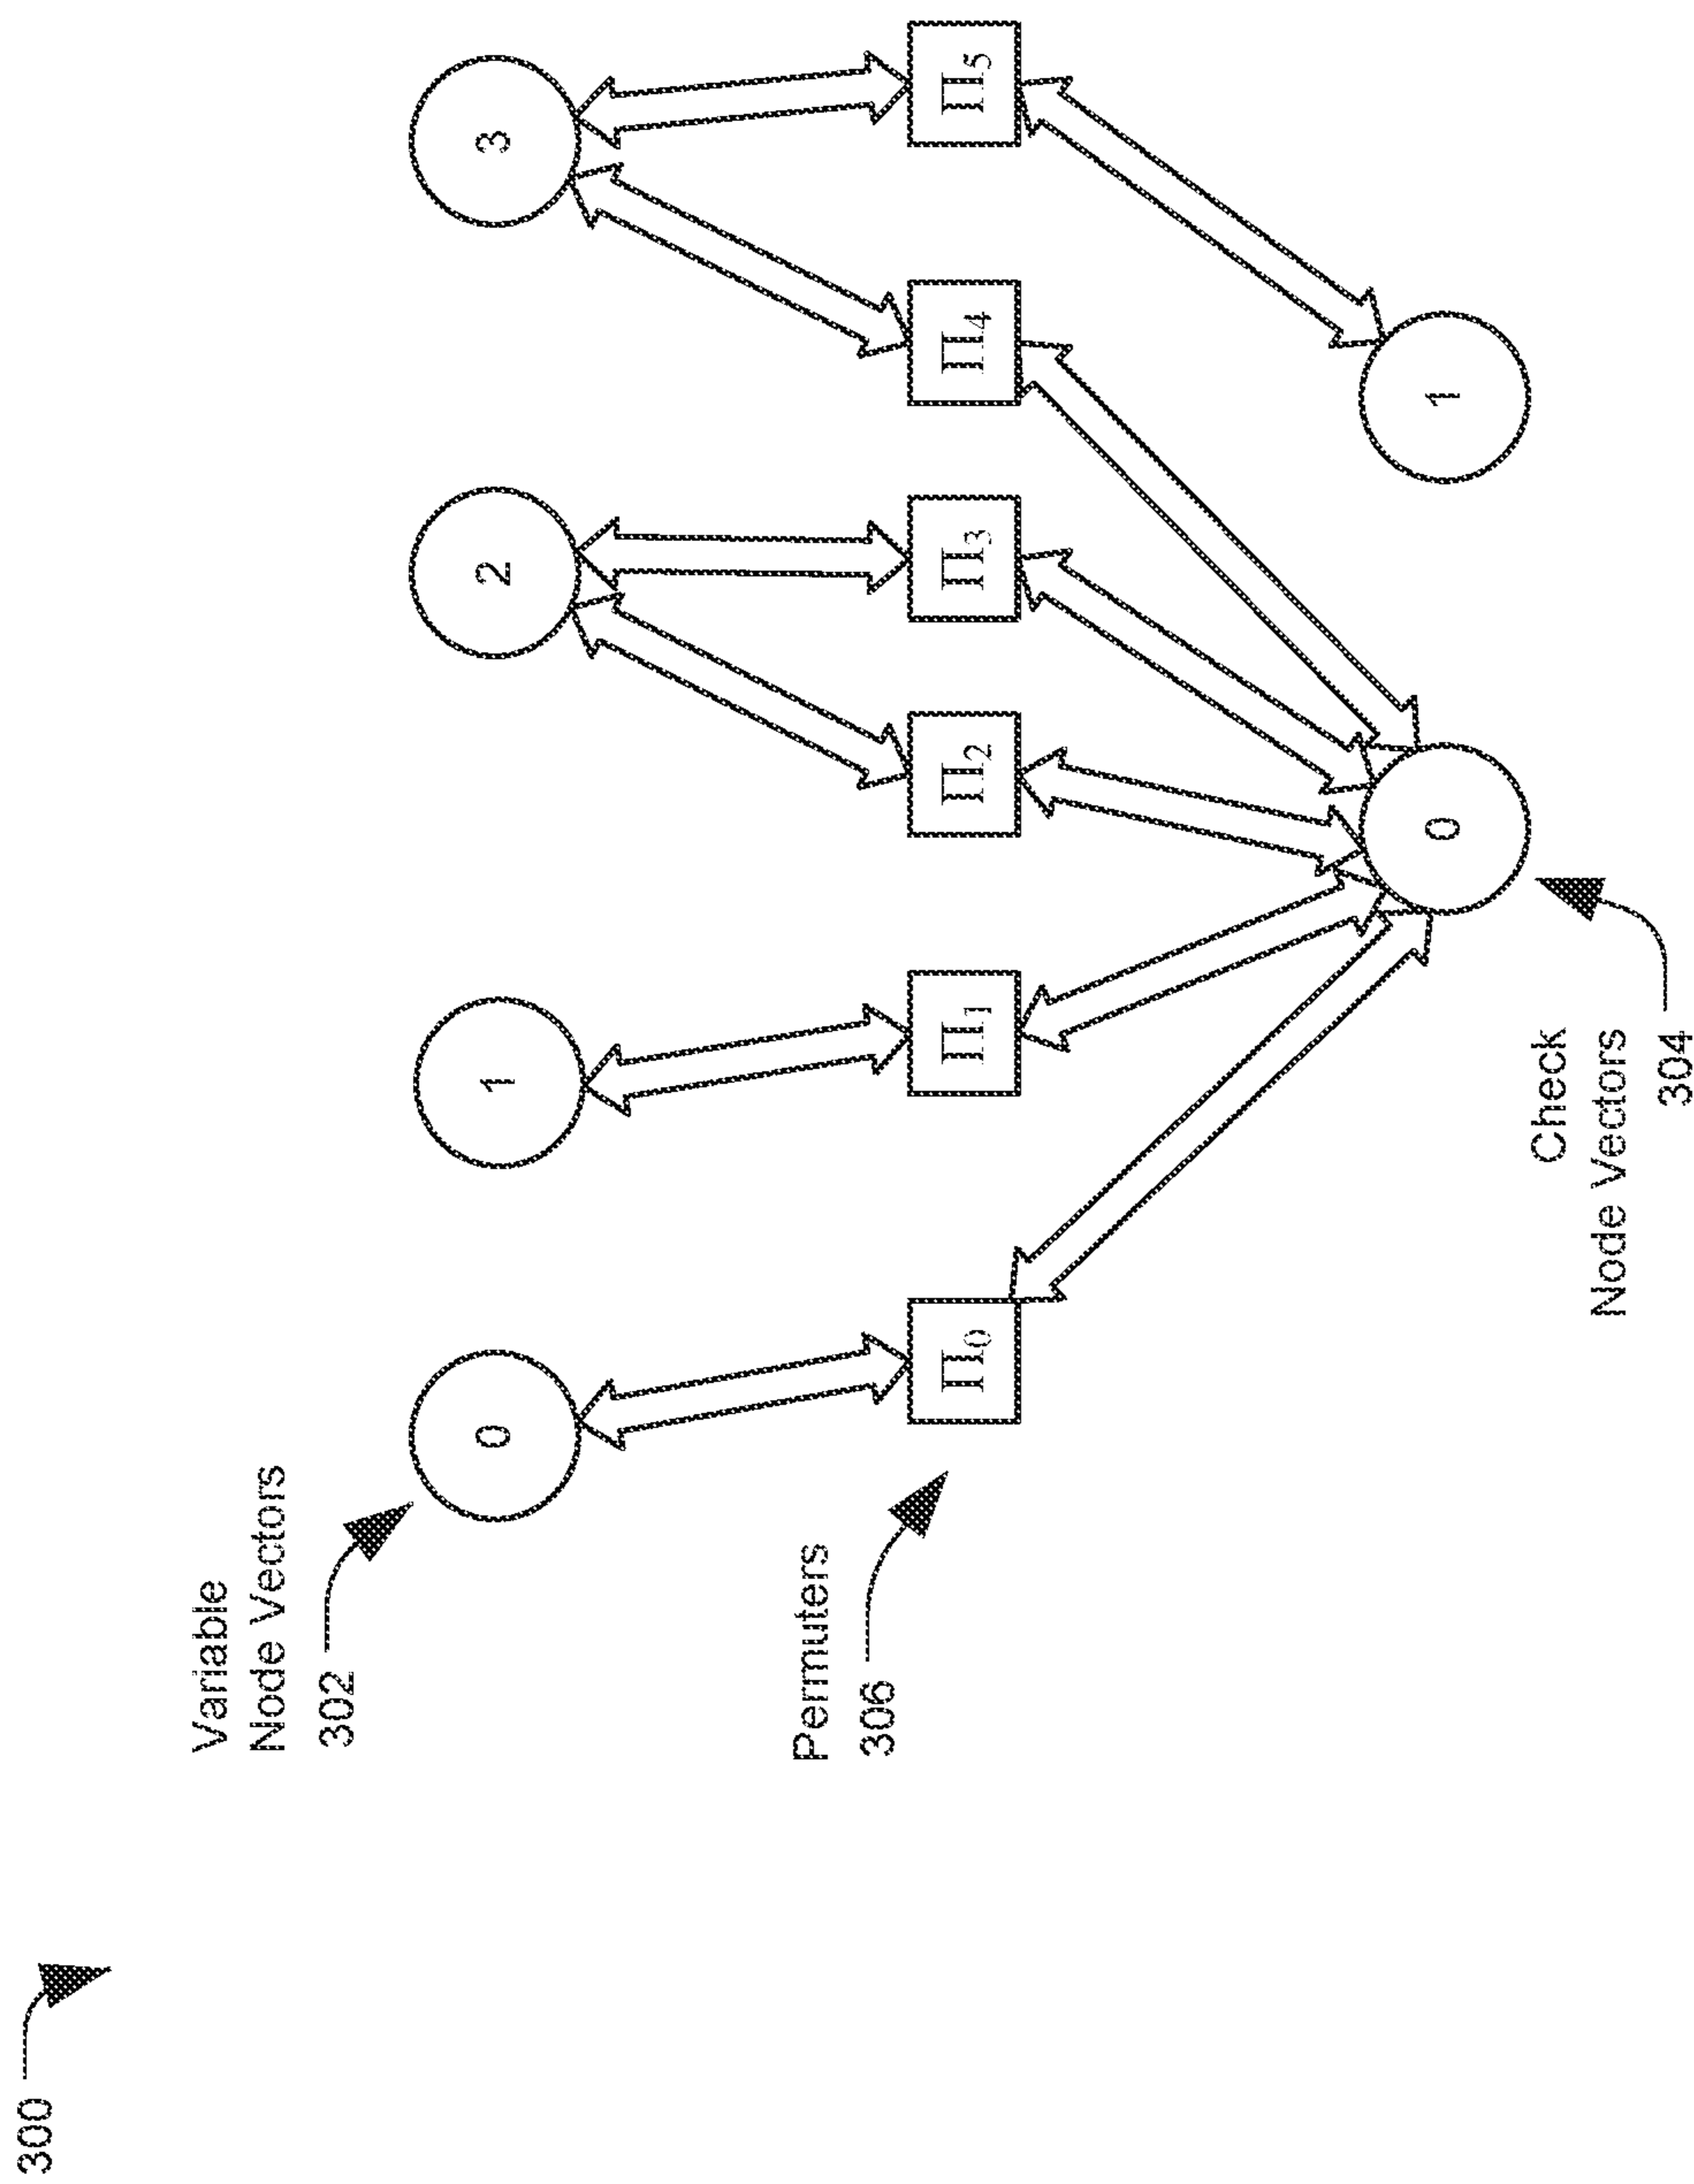 300
Variable
Node Vectors
302
0
1
2
3
Permuters
306
Π0
Π1
Π2
Π3
Π4
Π5
0
1
Check
Node Vectors
304